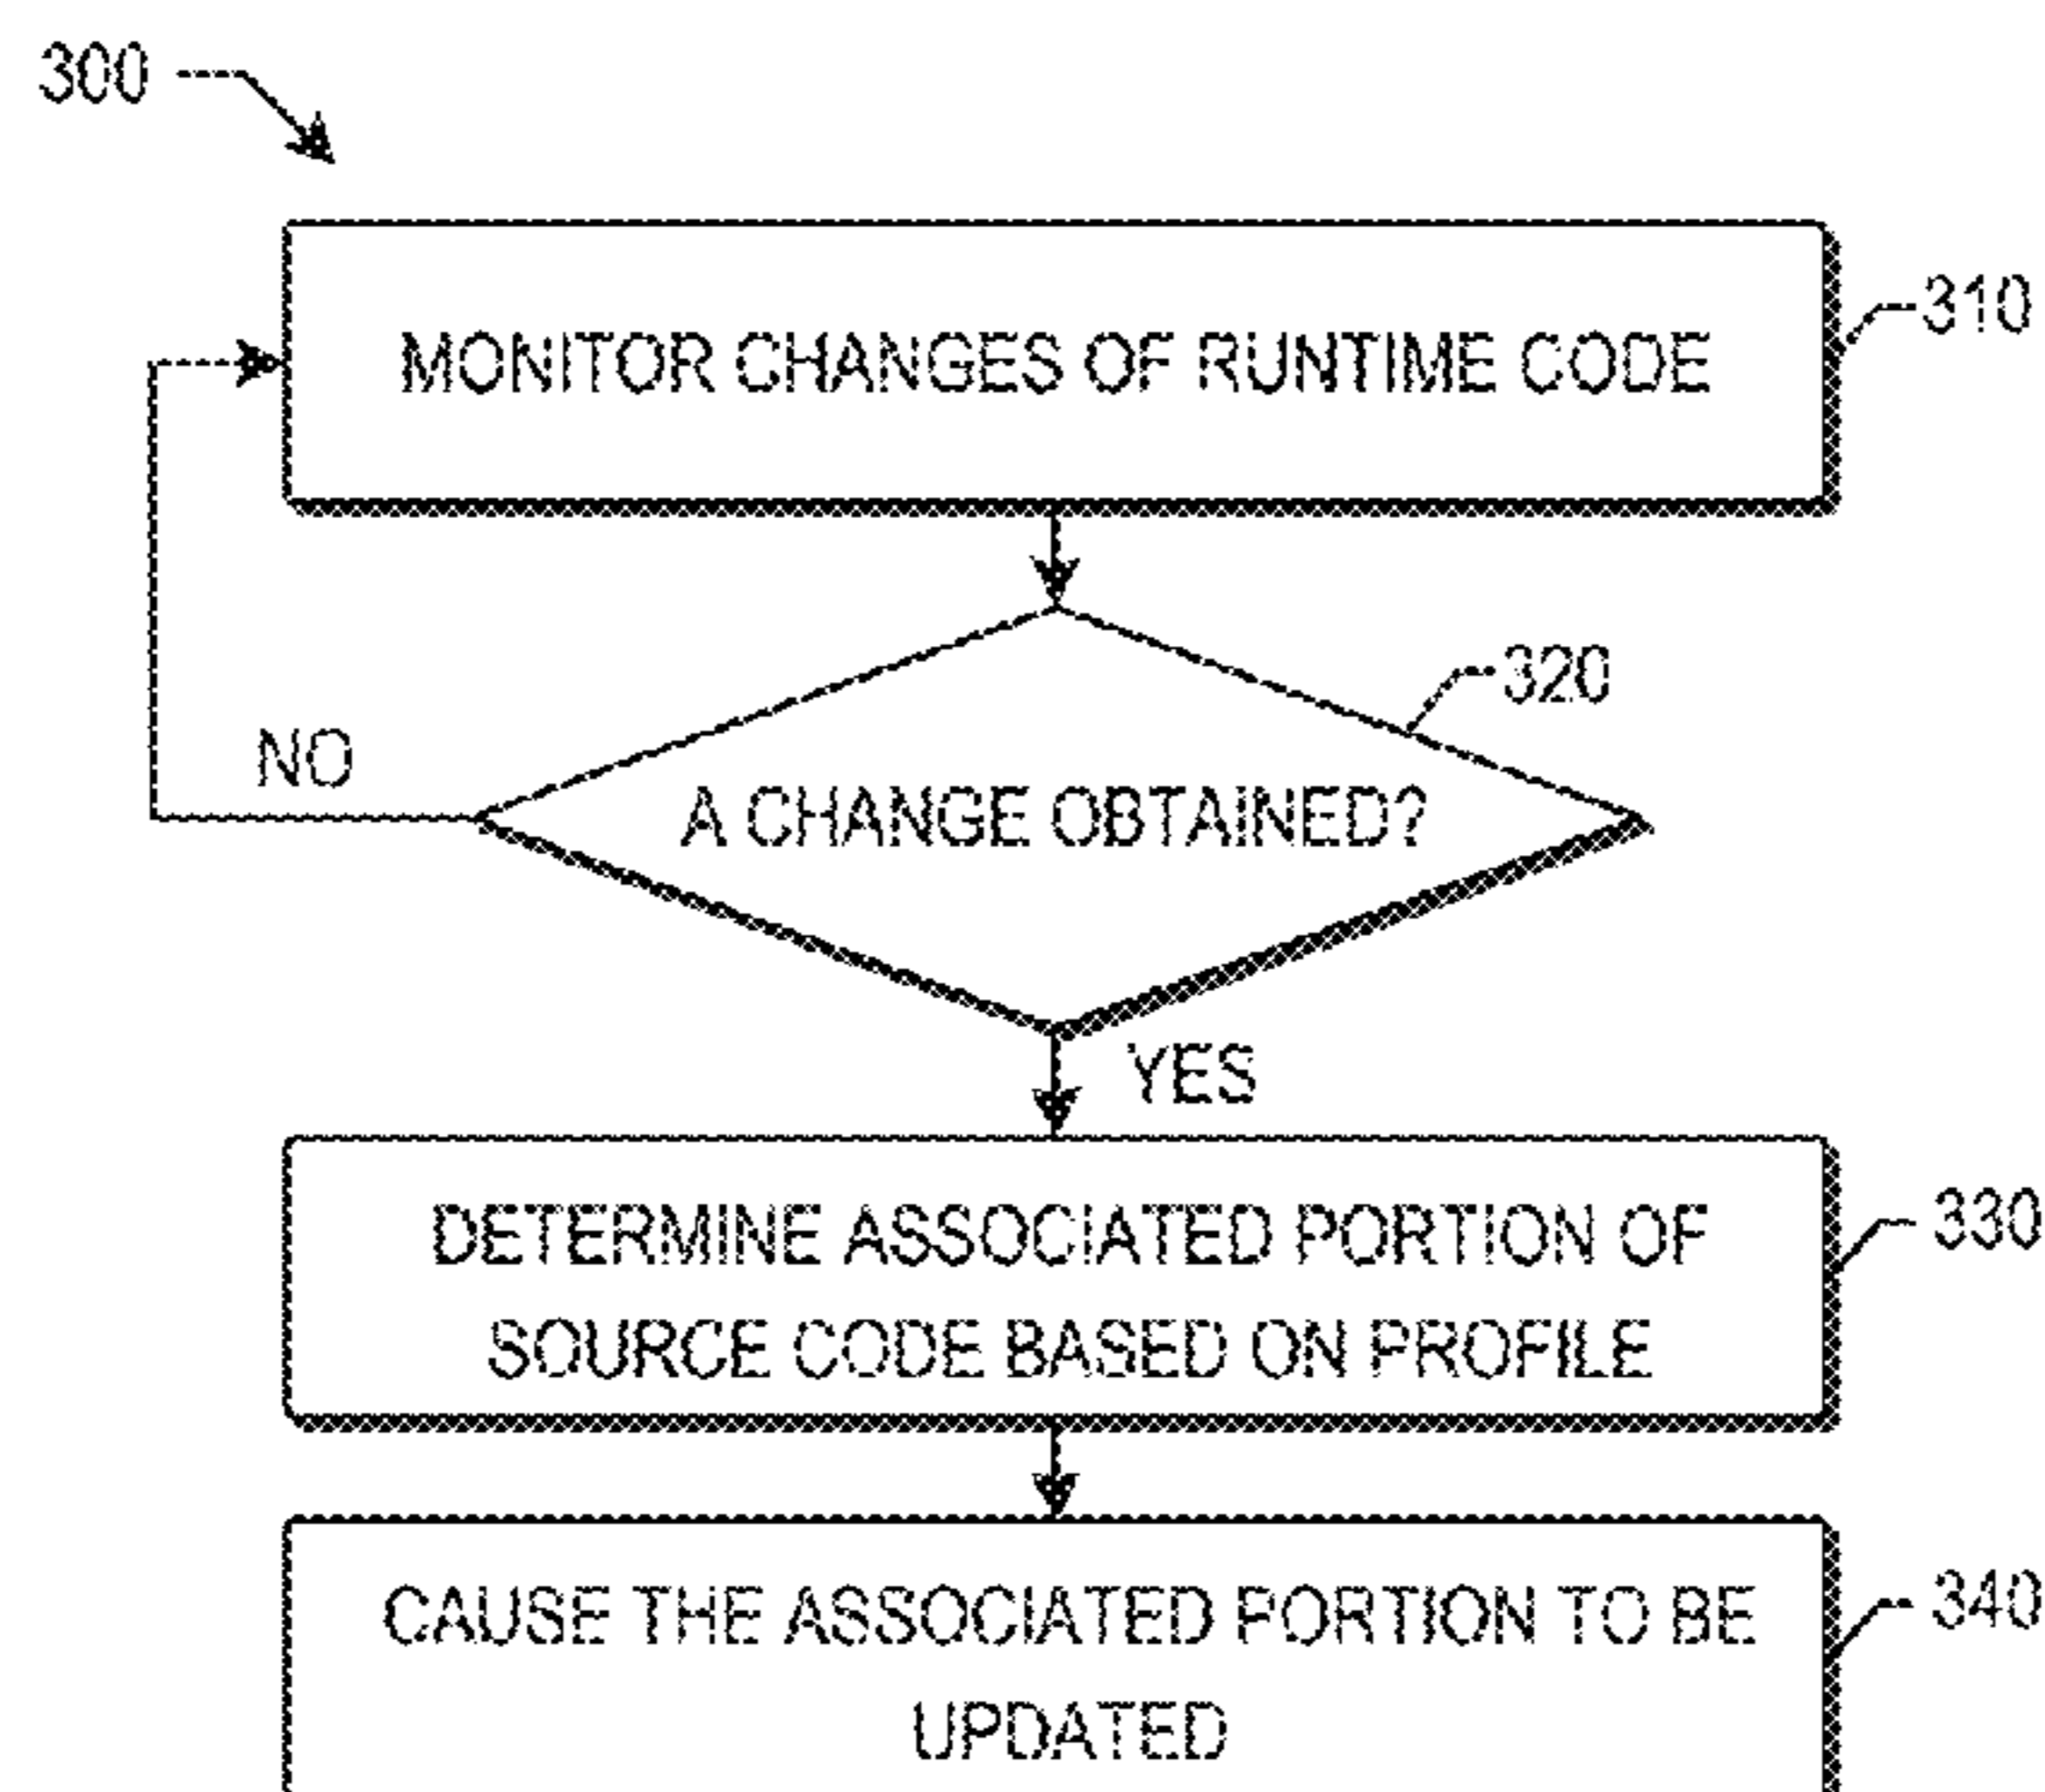 300
MONITOR CHANGES OF RUNTIME CODE
310
320
NO
A CHANGE OBTAINED?
YES
DETERMINE ASSOCIATED PORTION OF
SOURCE CODE BASED ON PROFILE
330
CAUSE THE ASSOCIATED PORTION TO BE
UPDATED
340